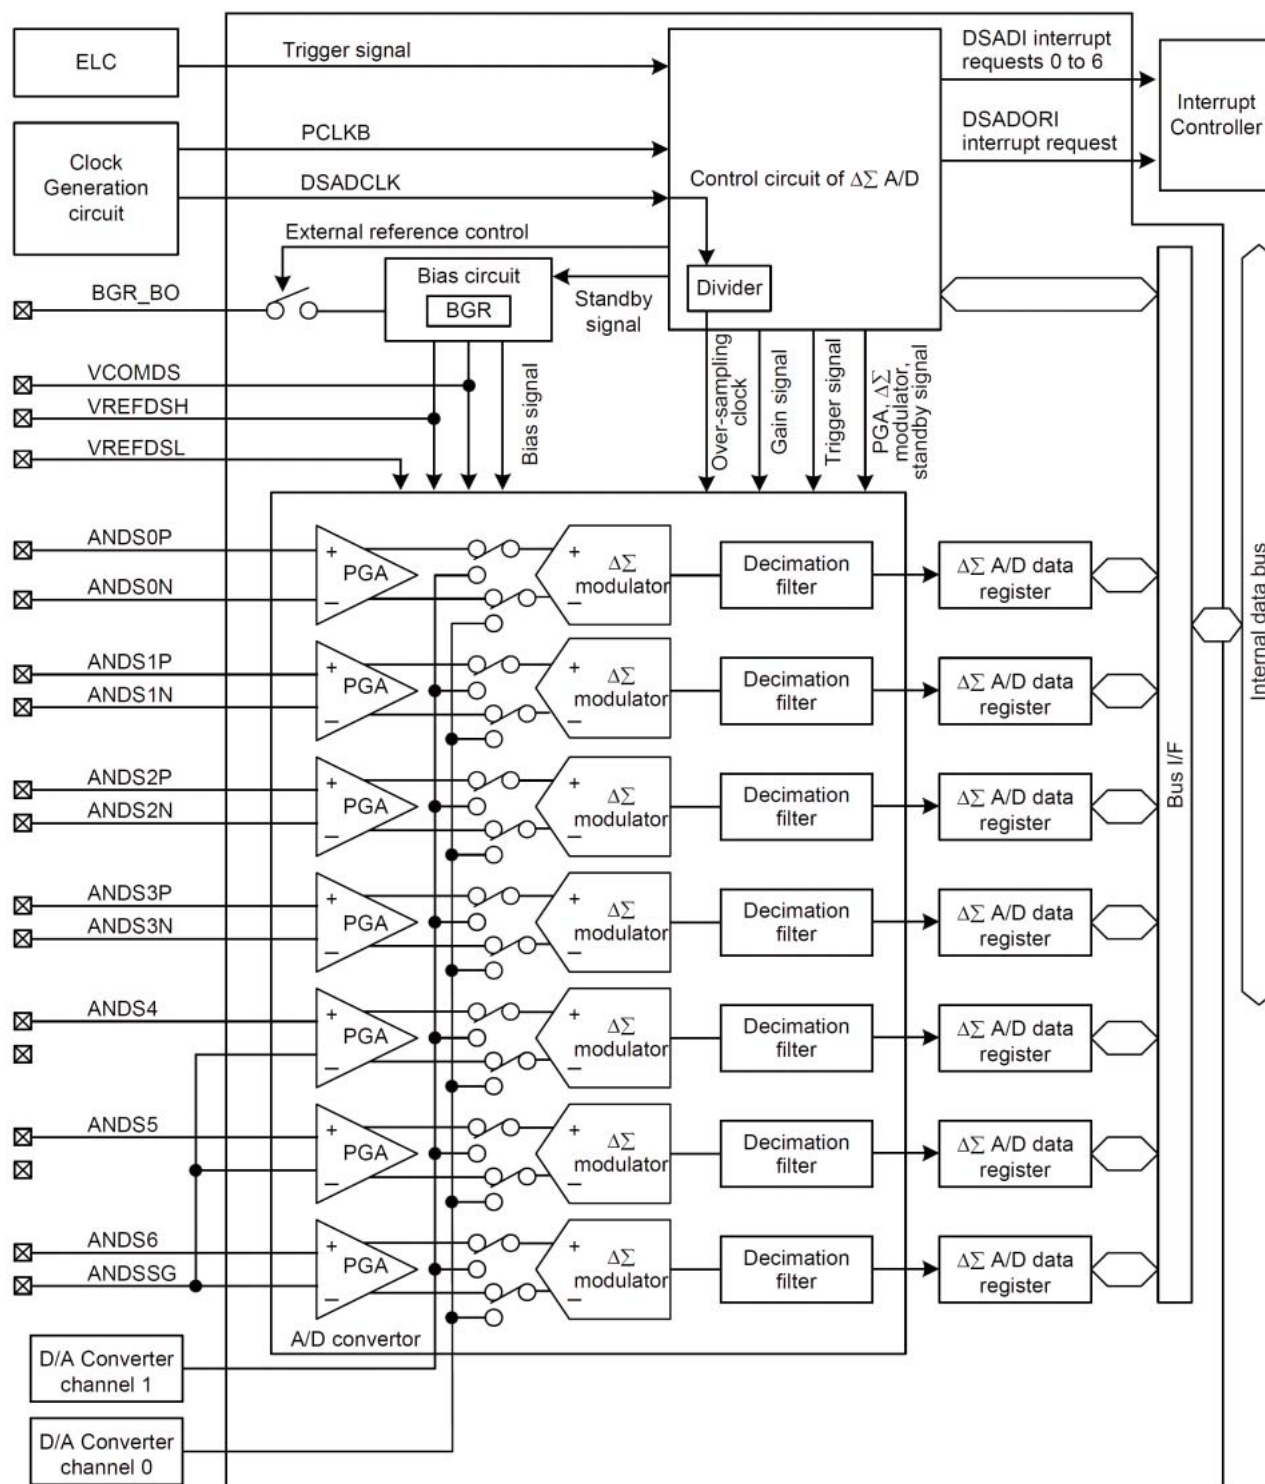 ELC
Trigger signal
DSADI interrupt
requests 0 to 6
Interrupt
Controller
Clock
Generation
circuit
PCLKB
DSADCLK
Control circuit of ΔΣ A/D
DSADORI
interrupt request
External reference control
Bias circuit
BGR
Standby
signal
Divider
BGR_BO
VCOMDS
VREFDSH
VREFDSL
Bias signal
Over-sampling
clock
Gain signal
Trigger signal
PGA, ΔΣ
modulator,
standby signal
Internal data bus
Bus I/F
ANDS0P
ANDS0N
+
PGA
−
+
ΔΣ
modulator
−
Decimation
filter
ΔΣ A/D data
register
ANDS1P
ANDS1N
+
PGA
−
+
ΔΣ
modulator
−
Decimation
filter
ΔΣ A/D data
register
ANDS2P
ANDS2N
+
PGA
−
+
ΔΣ
modulator
−
Decimation
filter
ΔΣ A/D data
register
ANDS3P
ANDS3N
+
PGA
−
+
ΔΣ
modulator
−
Decimation
filter
ΔΣ A/D data
register
ANDS4
+
PGA
−
+
ΔΣ
modulator
−
Decimation
filter
ΔΣ A/D data
register
ANDS5
+
PGA
−
+
ΔΣ
modulator
−
Decimation
filter
ΔΣ A/D data
register
ANDS6
ANDSSG
+
PGA
−
+
ΔΣ
modulator
−
Decimation
filter
ΔΣ A/D data
register
A/D convertor
D/A Converter
channel 1
D/A Converter
channel 0